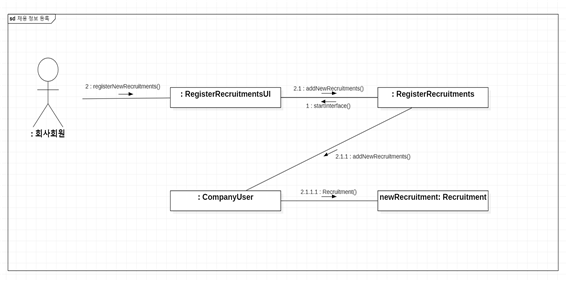 sd 채용 정보 등록
2 : registerNewRecruitments()
: RegisterRecruitmentsUI
2.1 : addNewRecruitments()
1 : startInterface()
: RegisterRecruitments
: 회사회원
2.1.1 : addNewRecruitments()
: CompanyUser
2.1.1.1 : Recruitment()
newRecruitment: Recruitment